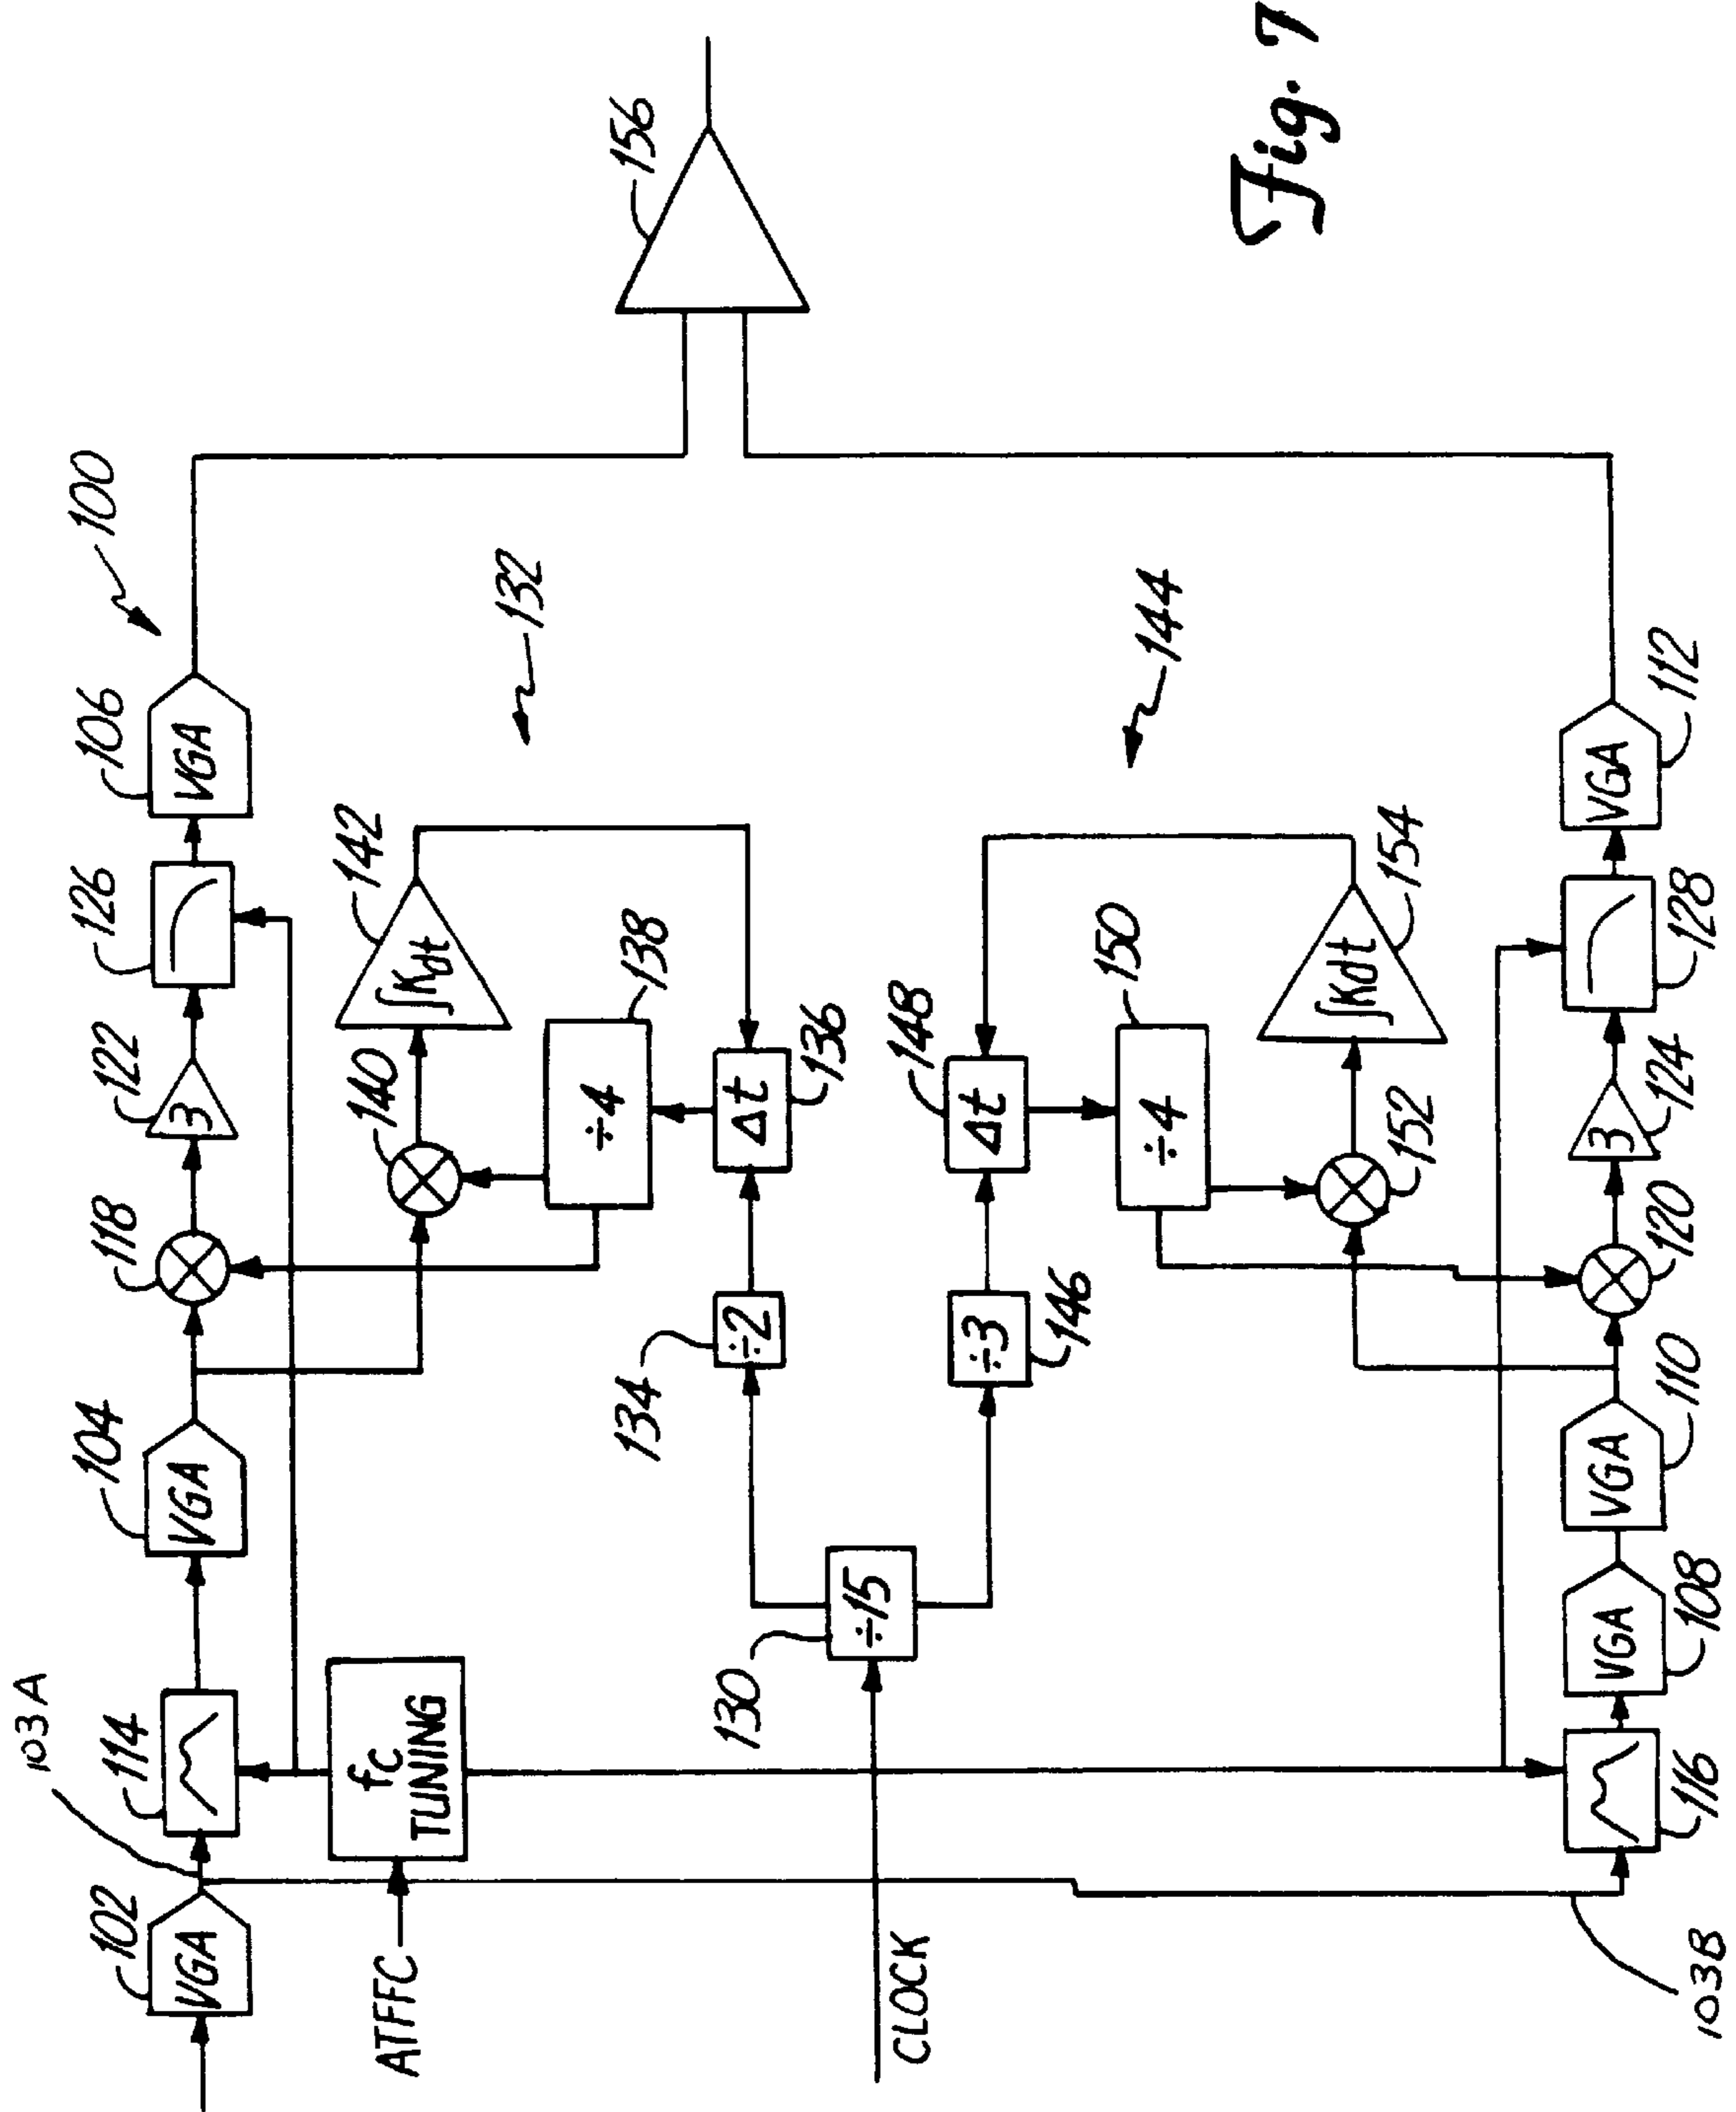 100
102
VGA
103A
114
104
VGA
118
122
3
126
106
VGA
ATFFC
fc
TUNING
140
142
∫Kdt
132
138
÷4
134
÷2
136
Δt
156
CLOCK
130
÷15
146
÷3
148
Δt
144
150
÷4
152
154
∫Kdt
103B
116
108
VGA
110
VGA
120
124
3
128
112
VGA
Fig. 7